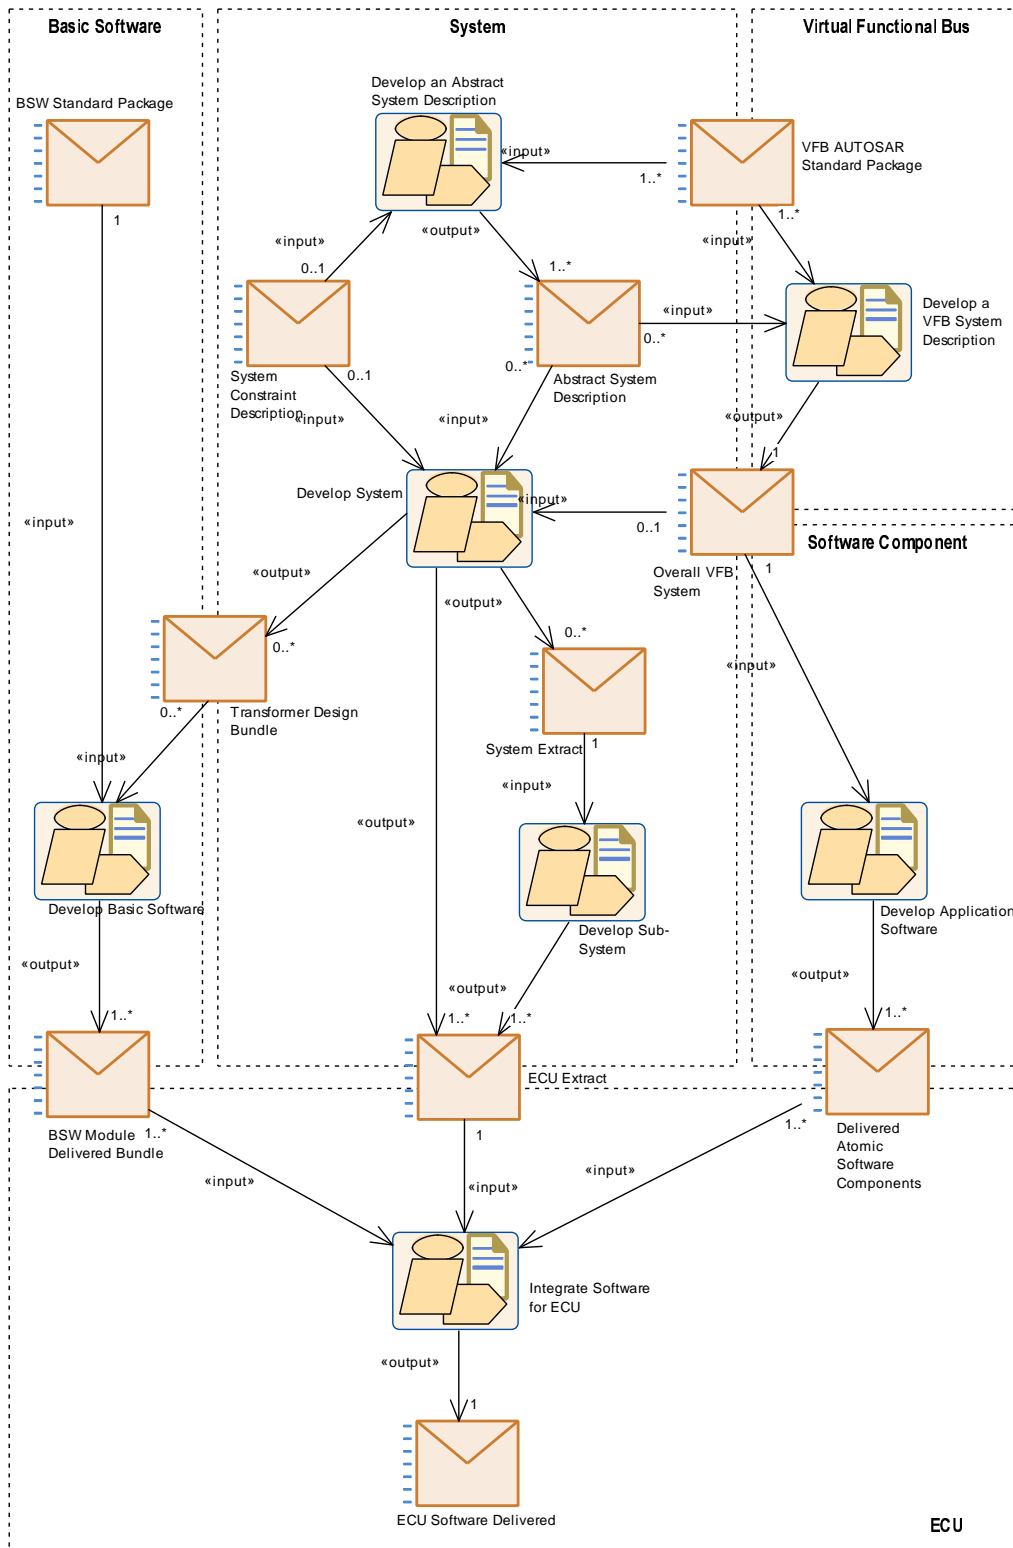 Basic Software
System
Virtual Functional Bus
Develop an Abstract
System Description
BSW Standard Package
«input»
VFB AUTOSAR
Standard Package
1..*
1
1..*
«input»
«output»
«input»
0..1
1..*
Develop a
VFB System
Description
«input»
0..*
0..1
0..*
System
Constraint
Description
Abstract System
Description
«input»
«input»
«output»
1
Develop System
«input»
«input»
0..1
Software Component
Overall VFB
System
1
«output»
«output»
0..*
0..*
«input»
0..*
Transformer Design
Bundle
System Extract
1
«input»
«input»
«output»
Develop Basic Software
Develop Sub-
System
Develop Application
Software
«output»
«output»
«output»
1..*
1..*
1..*
1..*
ECU Extract
BSW Module
Delivered Bundle
1..*
1
1..*
Delivered
Atomic
Software
Components
«input»
«input»
«input»
Integrate Software
for ECU
«output»
1
ECU Software Delivered
ECU